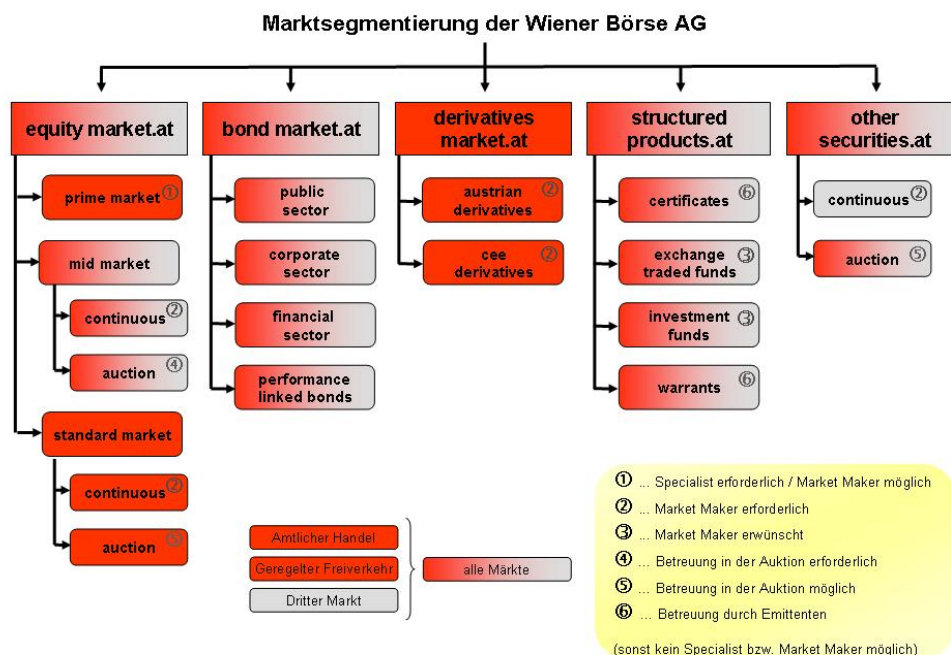 Marktsegmentierung der Wiener Börse AG
equity market.at
prime market ①
mid market
continuous ②
auction ④
standard market
continuous ②
auction ⑤
bond market.at
public
sector
corporate
sector
financial
sector
performance
linked bonds
derivatives
market.at
austrian ②
derivatives
cee ②
derivatives
structured
products.at
certificates ⑥
exchange ③
traded funds
investment ③
funds
warrants ⑥
other
securities.at
continuous ②
auction ⑤
Amtlicher Handel
Geregelter Freiverkehr
Dritter Markt
alle Märkte
① ... Specialist erforderlich / Market Maker möglich
② ... Market Maker erforderlich
③ ... Market Maker erwünscht
④ ... Betreuung in der Auktion erforderlich
⑤ ... Betreuung in der Auktion möglich
⑥ ... Betreuung durch Emittenten
(sonst kein Specialist bzw. Market Maker möglich)